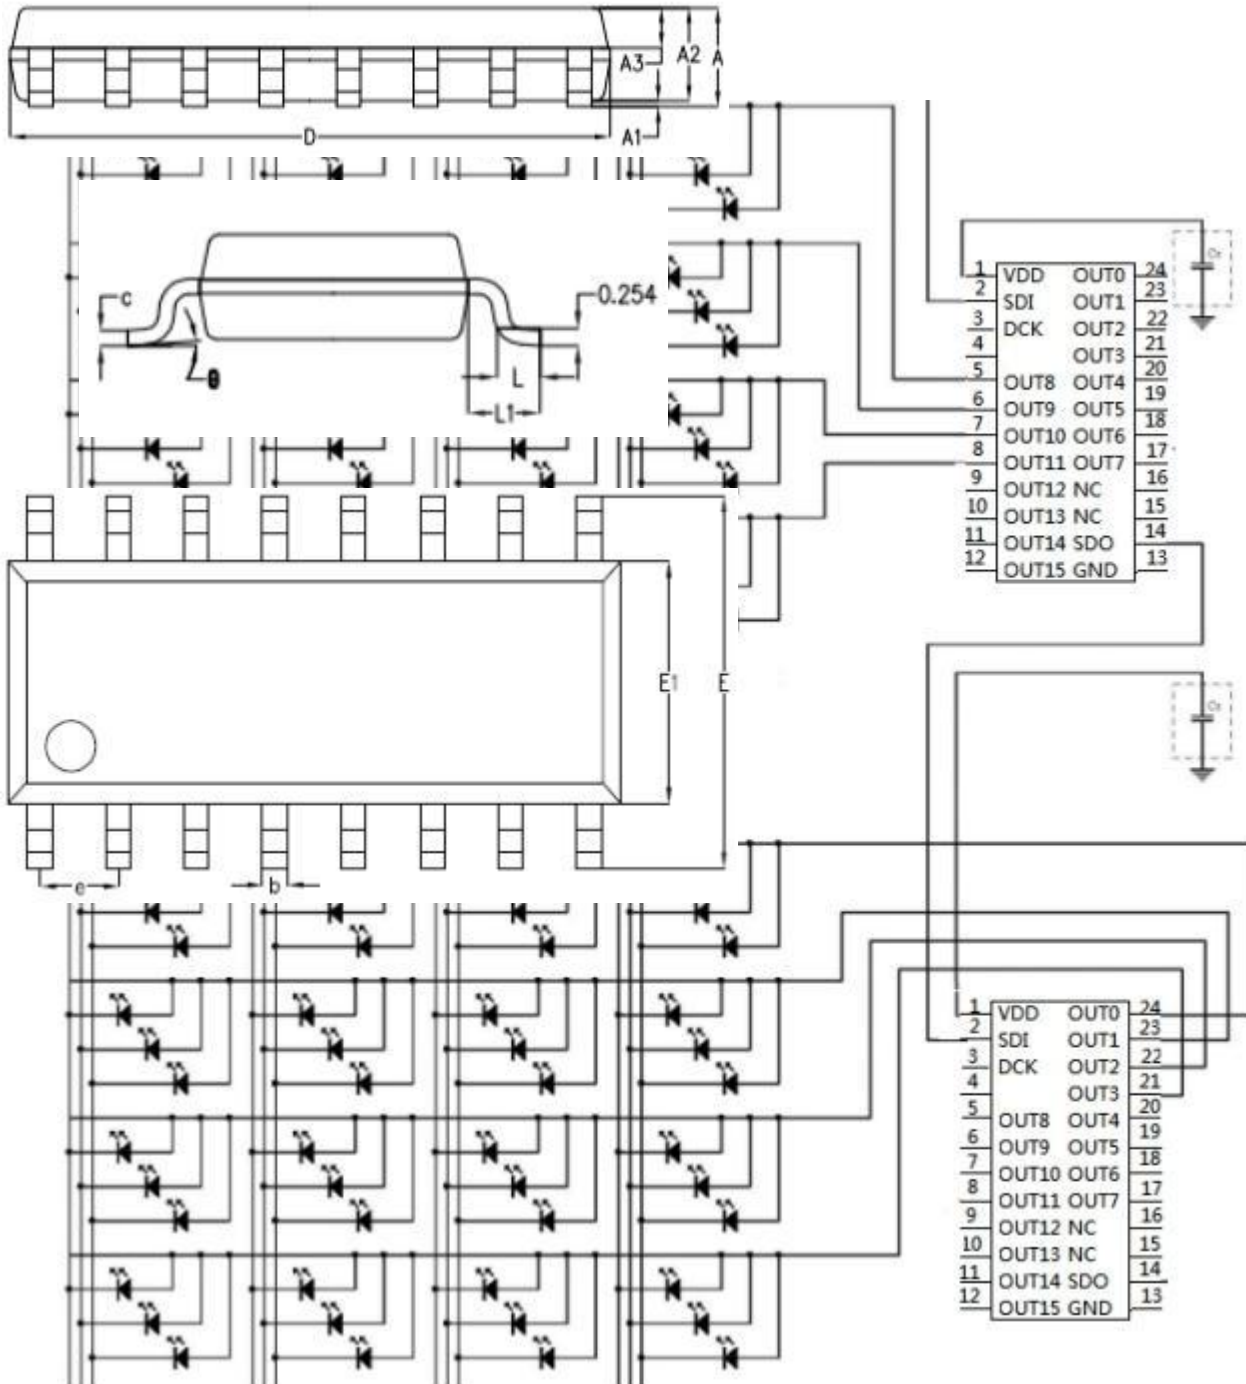 A3 A2 A
D A1
c 0.254
θ L
L1
E1 E
e b
1 VDD OUT0 24
2 SDI OUT1 23
3 DCK OUT2 22
4 OUT3 21
5 OUT8 OUT4 20
6 OUT9 OUT5 19
7 OUT10 OUT6 18
8 OUT11 OUT7 17
9 OUT12 NC 16
10 OUT13 NC 15
11 OUT14 SDO 14
12 OUT15 GND 13
1 VDD OUT0 24
2 SDI OUT1 23
3 DCK OUT2 22
4 OUT3 21
5 OUT8 OUT4 20
6 OUT9 OUT5 19
7 OUT10 OUT6 18
8 OUT11 OUT7 17
9 OUT12 NC 16
10 OUT13 NC 15
11 OUT14 SDO 14
12 OUT15 GND 13